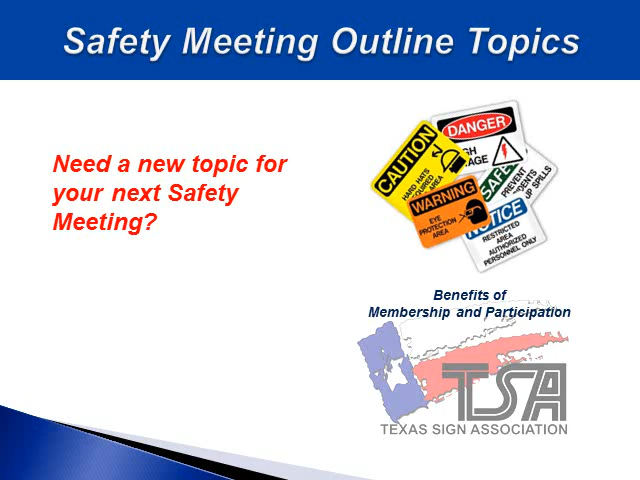 Safety Meeting Outline Topics
Need a new topic for
your next Safety
Meeting?
DANGER
CAUTION
HARD HATS
AREA
WARNING
EYE
PROTECTION
AREA
PREVENT
UP SPILLS
NOTICE
RESTRICTED
AREA
AUTHORIZED
PERSONNEL ONLY
Benefits of
Membership and Participation
TSA
TEXAS SIGN ASSOCIATION